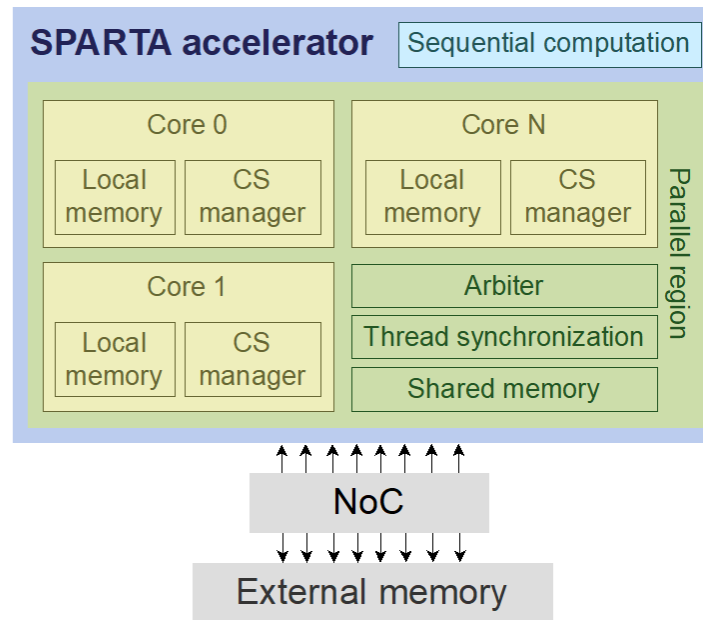 SPARTA accelerator
Sequential computation
Core 0
Local
memory
CS
manager
Core N
Local
memory
CS
manager
Parallel region
Core 1
Local
memory
CS
manager
Arbiter
Thread synchronization
Shared memory
NoC
External memory